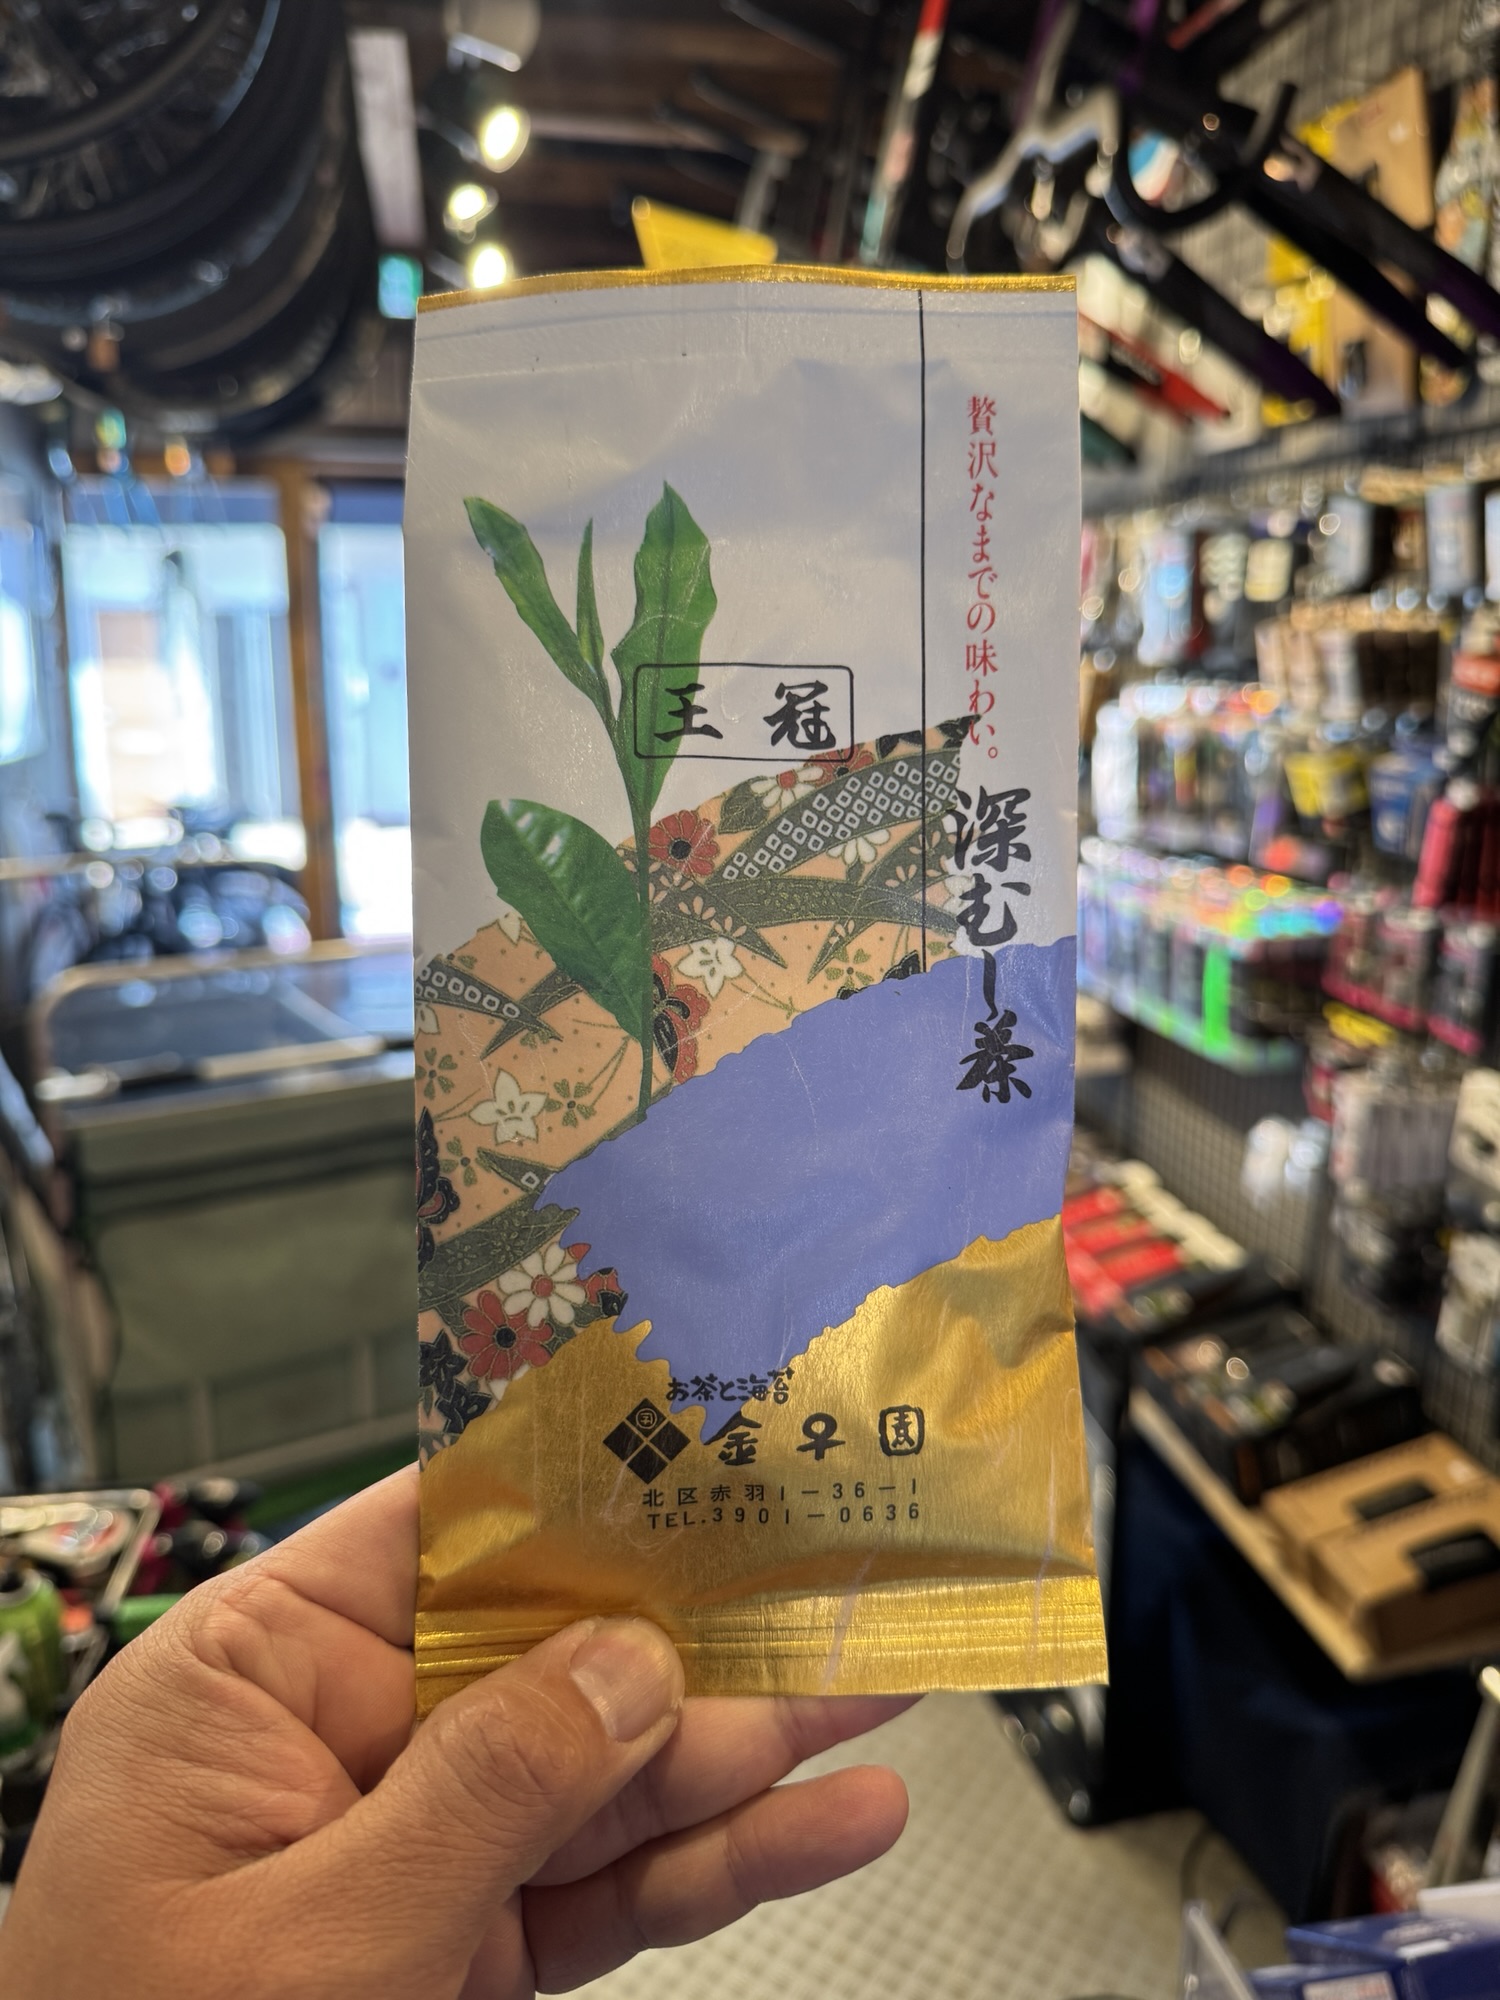 贅沢なまでの味わい。
深むし茶
王冠
お茶と海苔
金子園
北区赤羽1-36-1
TEL.3901-0636